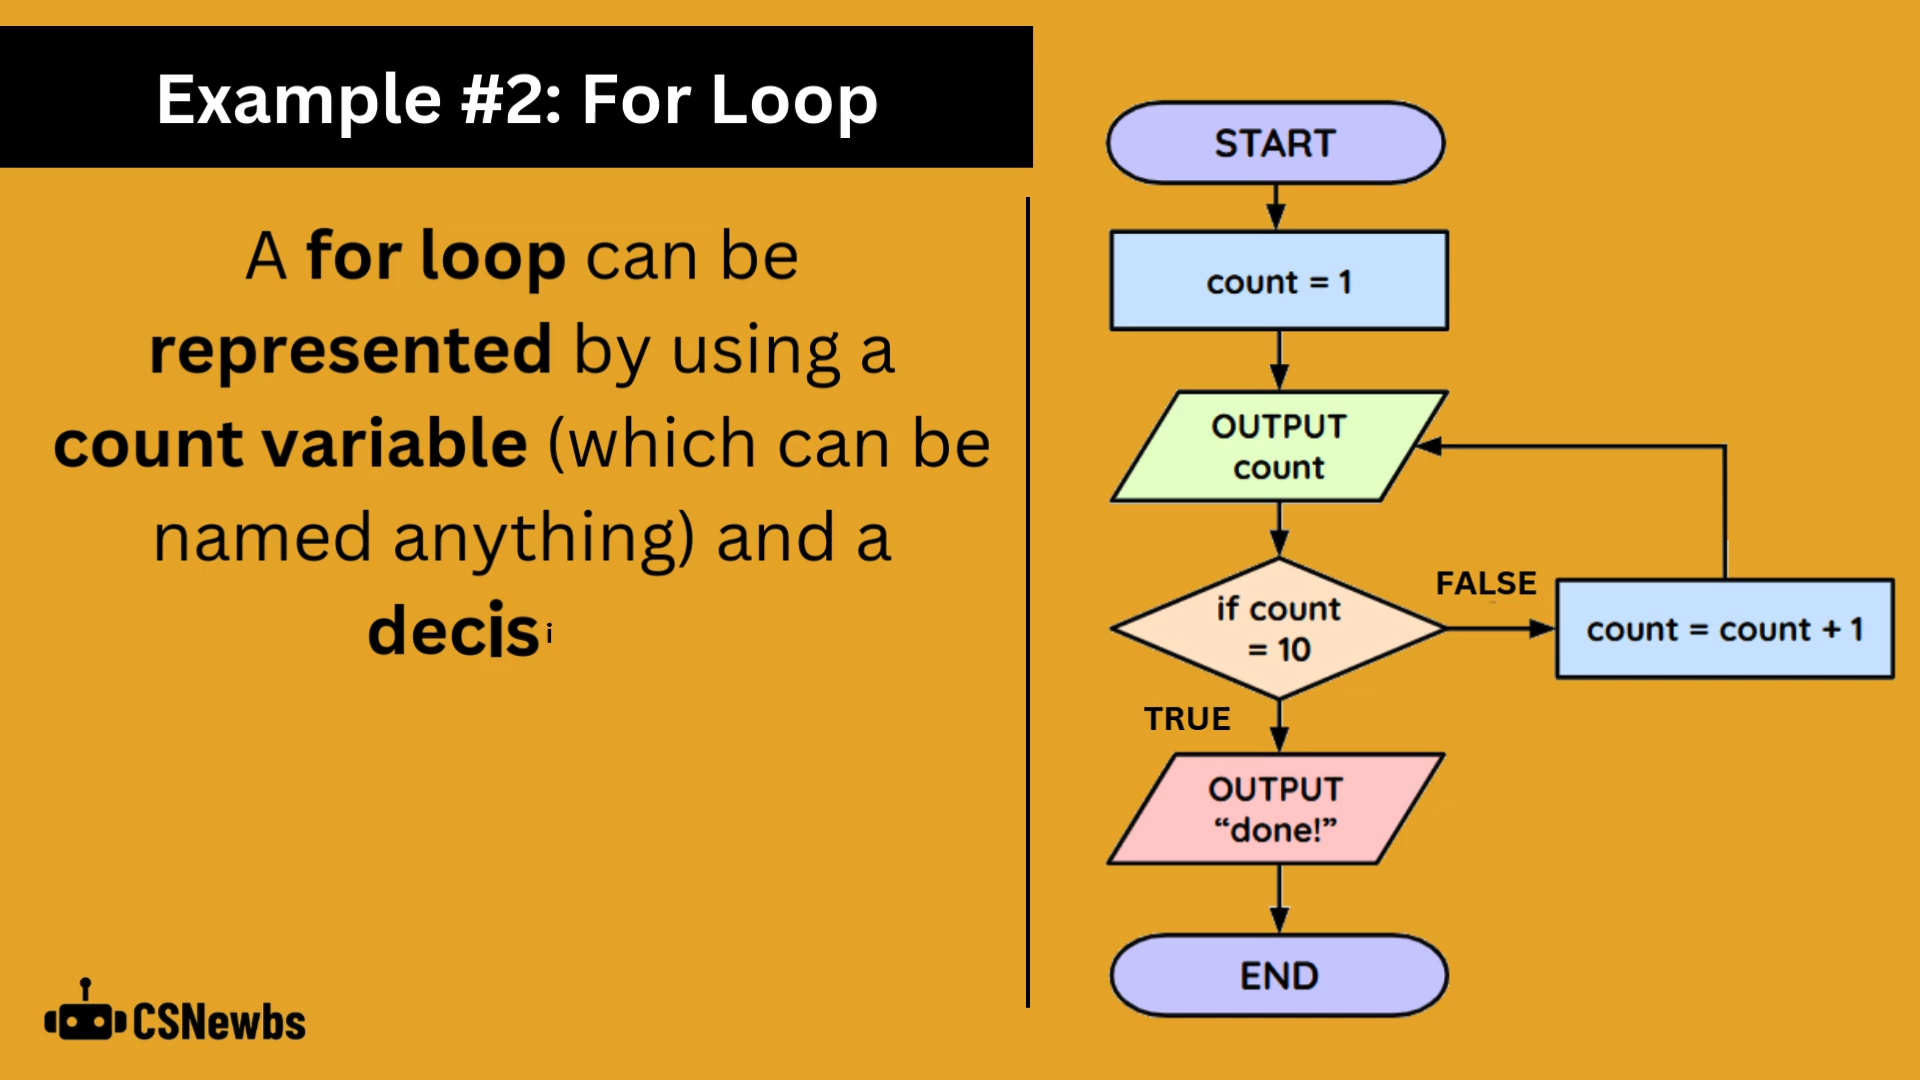 Example #2: For Loop
A for loop can be
represented by using a
count variable (which can be
named anything) and a
decisi
START
count = 1
OUTPUT
count
if count
= 10
FALSE
count = count + 1
TRUE
OUTPUT
“done!”
END
CSNewbs